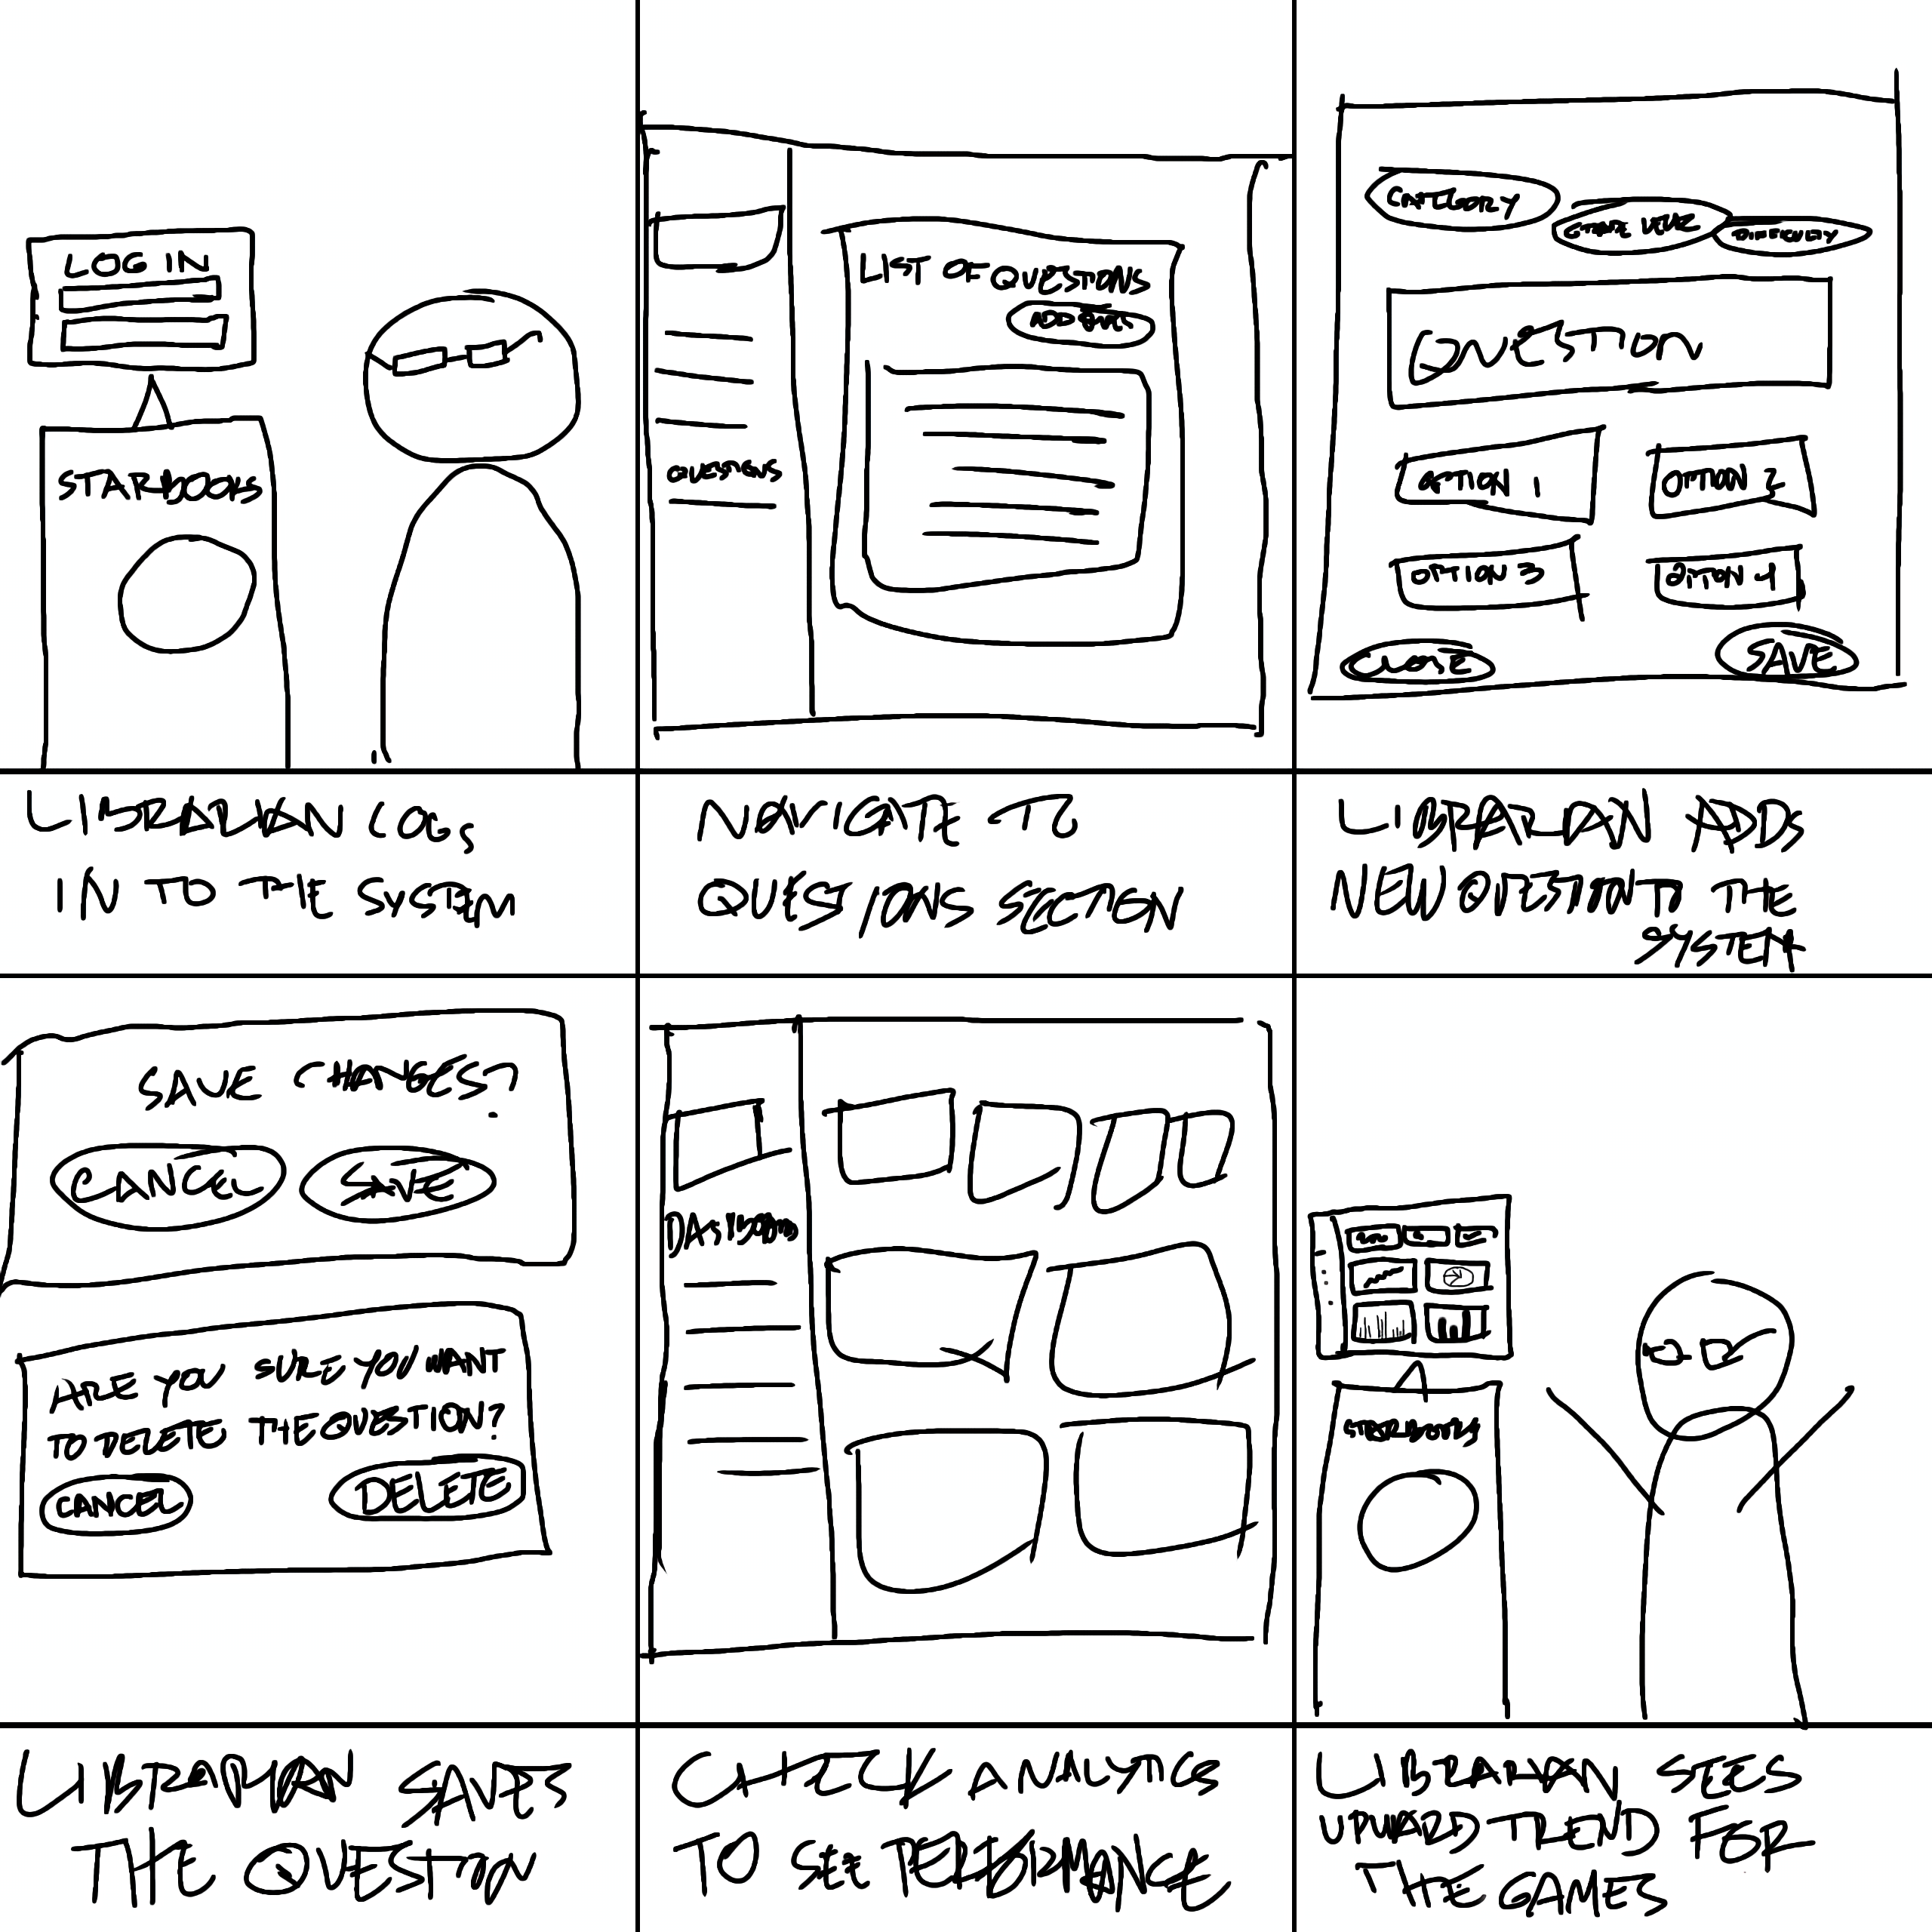 LOG IN
STARBOOKS
LIST OF QUESTIONS
QUESTIONS
CATEGORY
GRADE LEVEL
DIFFICULTY
QUESTION
OPTION 1
OPTION 2
OPTION 3
OPTION 4
CLOSE
SAVE
LIBRARIAN LOGS
IN TO THE SYSTEM
NAVIGATE TO
QUESTIONS SECTION
LIBRARIAN ADDS
NEW QUESTION TO THE
SYSTEM
SAVE CHANGES?
CANCEL
SAVE
ARE YOU SURE YOU WANT
TO DELETE THE QUESTION?
CANCEL
DELETE
DASHBOARD
STARBOOKS
LIBRARIAN SAVES
THE QUESTION
CHECK ANALYTICS
TO SEE PERFORMANCE
LIBRARIAN SEES
UPWARD TREND FOR
THE GAMES